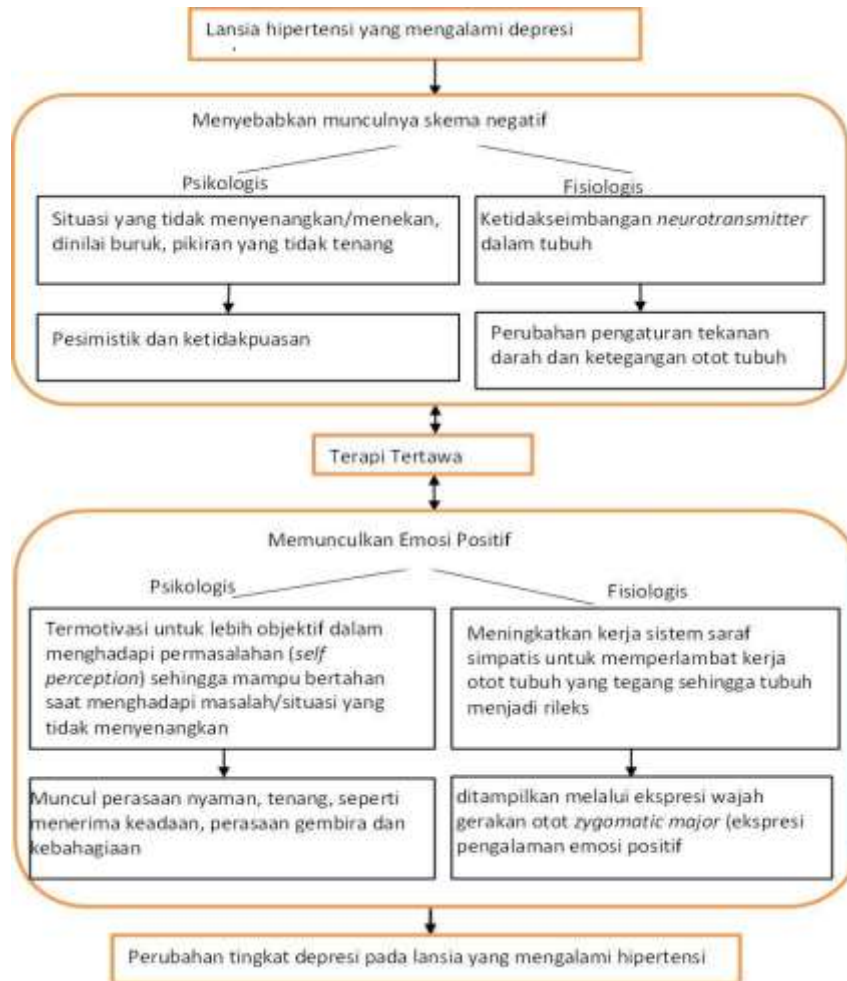 Lansia hipertensi yang mengalami depresi
Menyebabkan munculnya skema negatif
Psikologis
Situasi yang tidak menyenangkan/menekan,
dinilai buruk, pikiran yang tidak tenang
Pesimistik dan ketidakpuasan
Fisiologis
Ketidakseimbangan neurotransmitter
dalam tubuh
Perubahan pengaturan tekanan
darah dan ketegangan otot tubuh
Terapi Tertawa
Memunculkan Emosi Positif
Psikologis
Termotivasi untuk lebih objektif dalam
menghadapi permasalahan (self
perception) sehingga mampu bertahan
saat menghadapi masalah/situasi yang
tidak menyenangkan
Muncul perasaan nyaman, tenang, seperti
menerima keadaan, perasaan gembira dan
kebahagiaan
Fisiologis
Meningkatkan kerja sistem saraf
simpatis untuk memperlambat kerja
otot tubuh yang tegang sehingga tubuh
menjadi rileks
ditampilkan melalui ekspresi wajah
gerakan otot zygomatic major (ekspresi
pengalaman emosi positif
Perubahan tingkat depresi pada lansia yang mengalami hipertensi